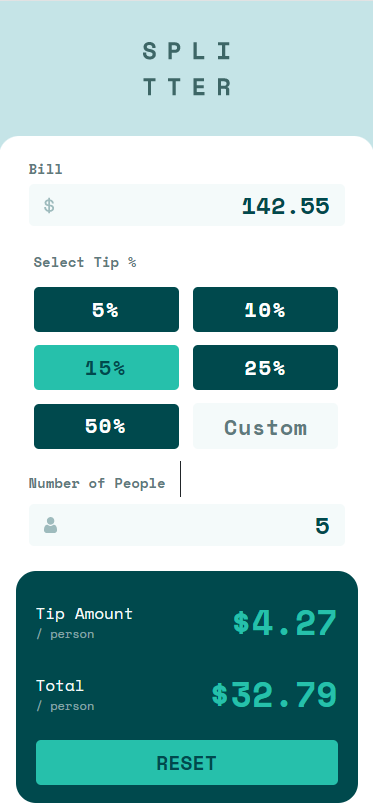 SPLI
TTER
Bill
$ 142.55
Select Tip %
5% 10%
15% 25%
50% Custom
Number of People
5
Tip Amount $4.27
/ person
Total $32.79
/ person
RESET